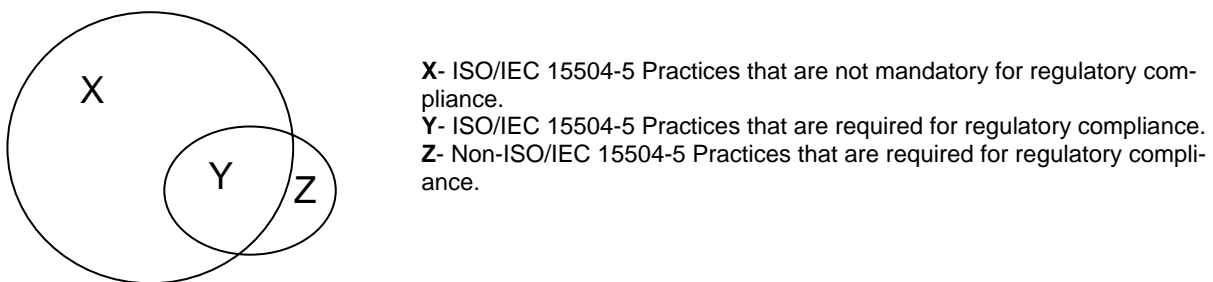 X
Y
Z
X- ISO/IEC 15504-5 Practices that are not mandatory for regulatory com-
pliance.
Y- ISO/IEC 15504-5 Practices that are required for regulatory compliance.
Z- Non-ISO/IEC 15504-5 Practices that are required for regulatory compli-
ance.